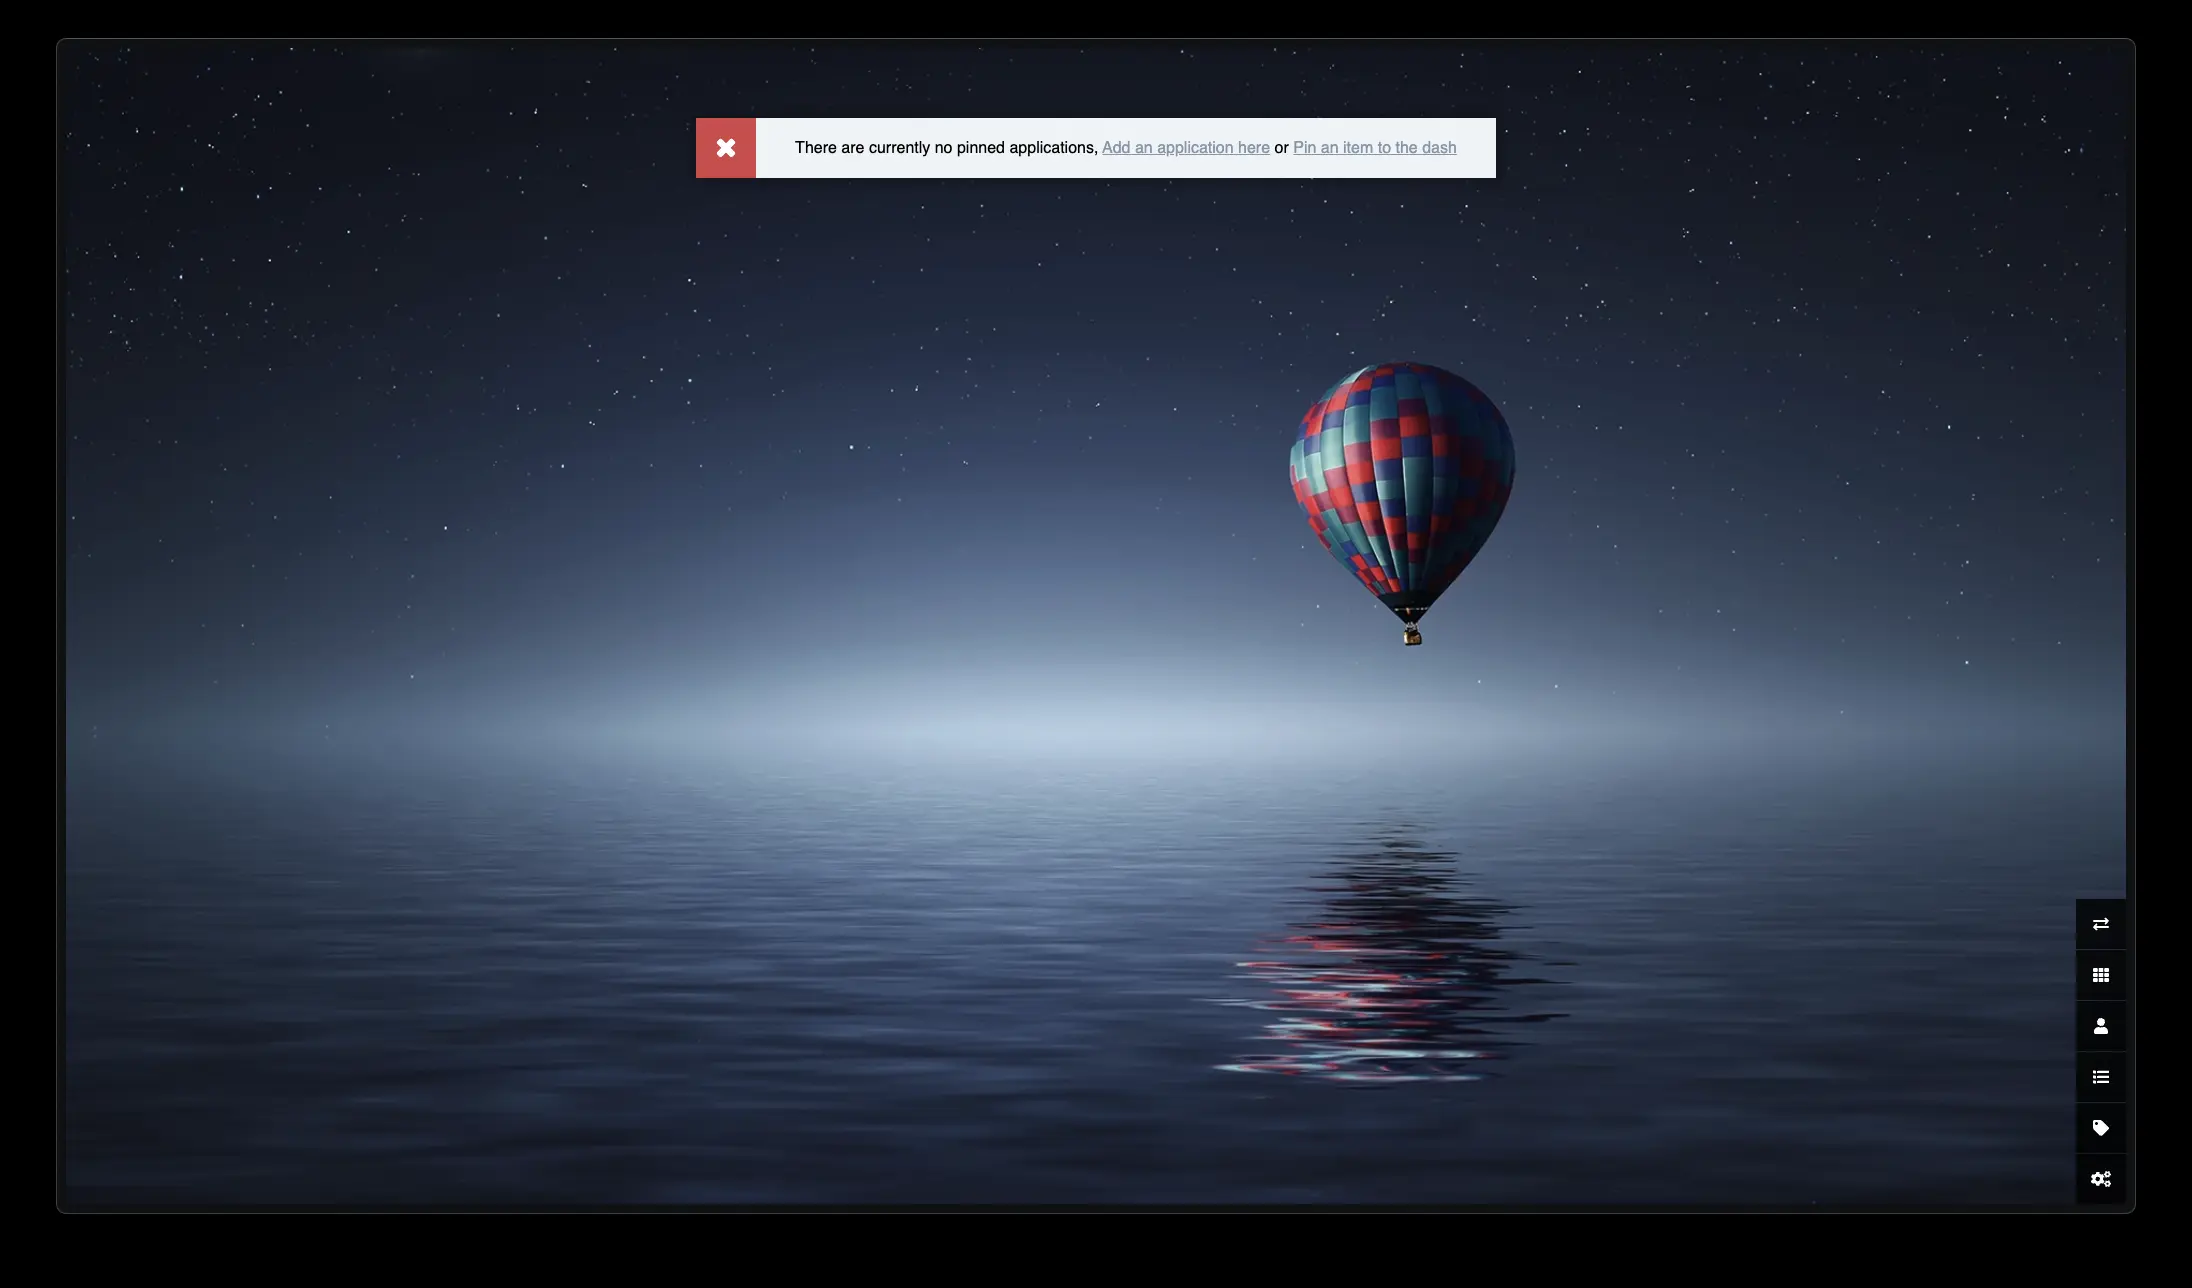 There are currently no pinned applications, Add an application here or Pin an item to the dash